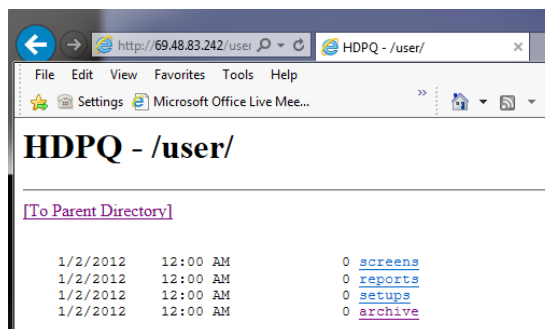 http://69.48.83.242/user
HDPQ - /user/
File Edit View Favorites Tools Help
Settings Microsoft Office Live Mee...
HDPQ - /user/
[To Parent Directory]
1/2/2012 12:00 AM 0 screens
1/2/2012 12:00 AM 0 reports
1/2/2012 12:00 AM 0 setups
1/2/2012 12:00 AM 0 archive